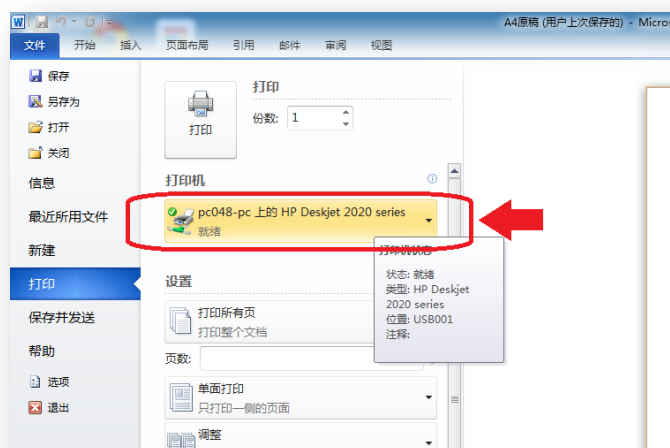 A4原稿 (用户上次保存的) - Micros
文件 开始 插入 页面布局 引用 邮件 审阅 视图
保存
另存为
打开
关闭
信息
最近所用文件
新建
打印
保存并发送
帮助
选项
退出
打印
打印
份数: 1
打印机
pc048-pc 上的 HP Deskjet 2020 series
就绪
打印机状态
状态: 就绪
类型: HP Deskjet
2020 series
位置: USB001
注释:
设置
打印所有页
打印整个文档
页数:
单面打印
只打印一侧的页面
调整